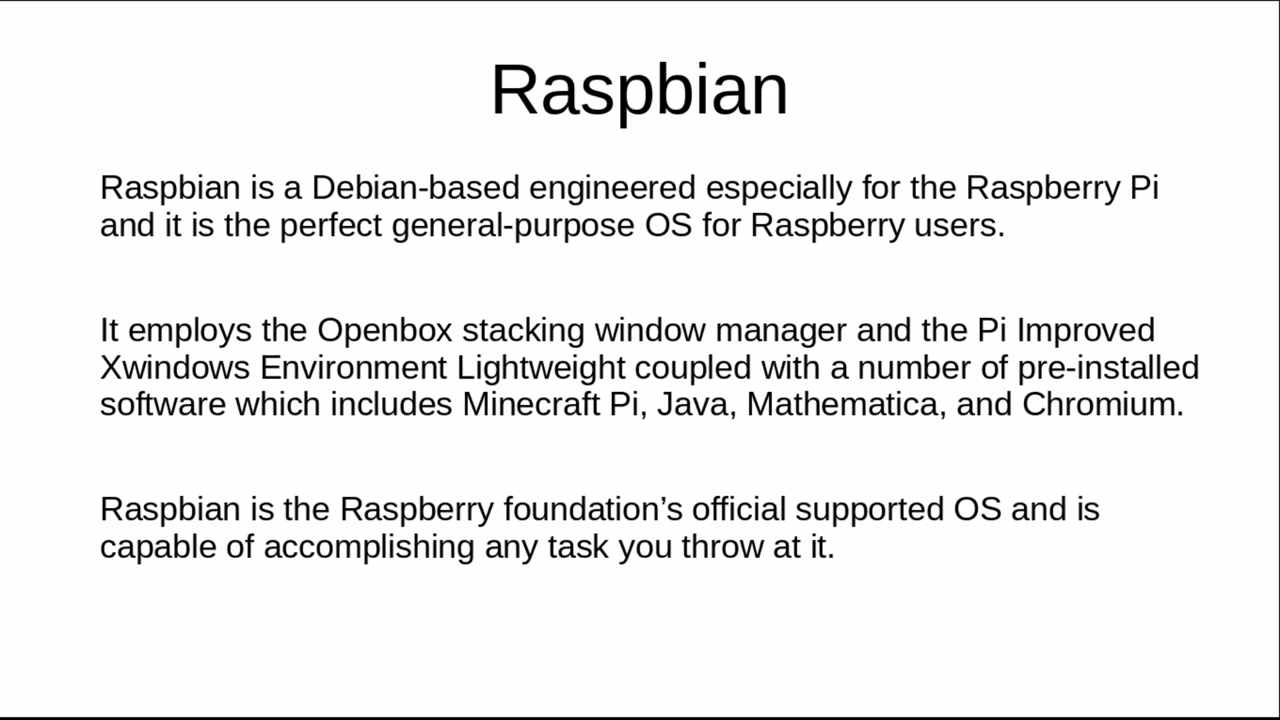 Raspbian
Raspbian is a Debian-based engineered especially for the Raspberry Pi
and it is the perfect general-purpose OS for Raspberry users.
It employs the Openbox stacking window manager and the Pi Improved
Xwindows Environment Lightweight coupled with a number of pre-installed
software which includes Minecraft Pi, Java, Mathematica, and Chromium.
Raspbian is the Raspberry foundation’s official supported OS and is
capable of accomplishing any task you throw at it.